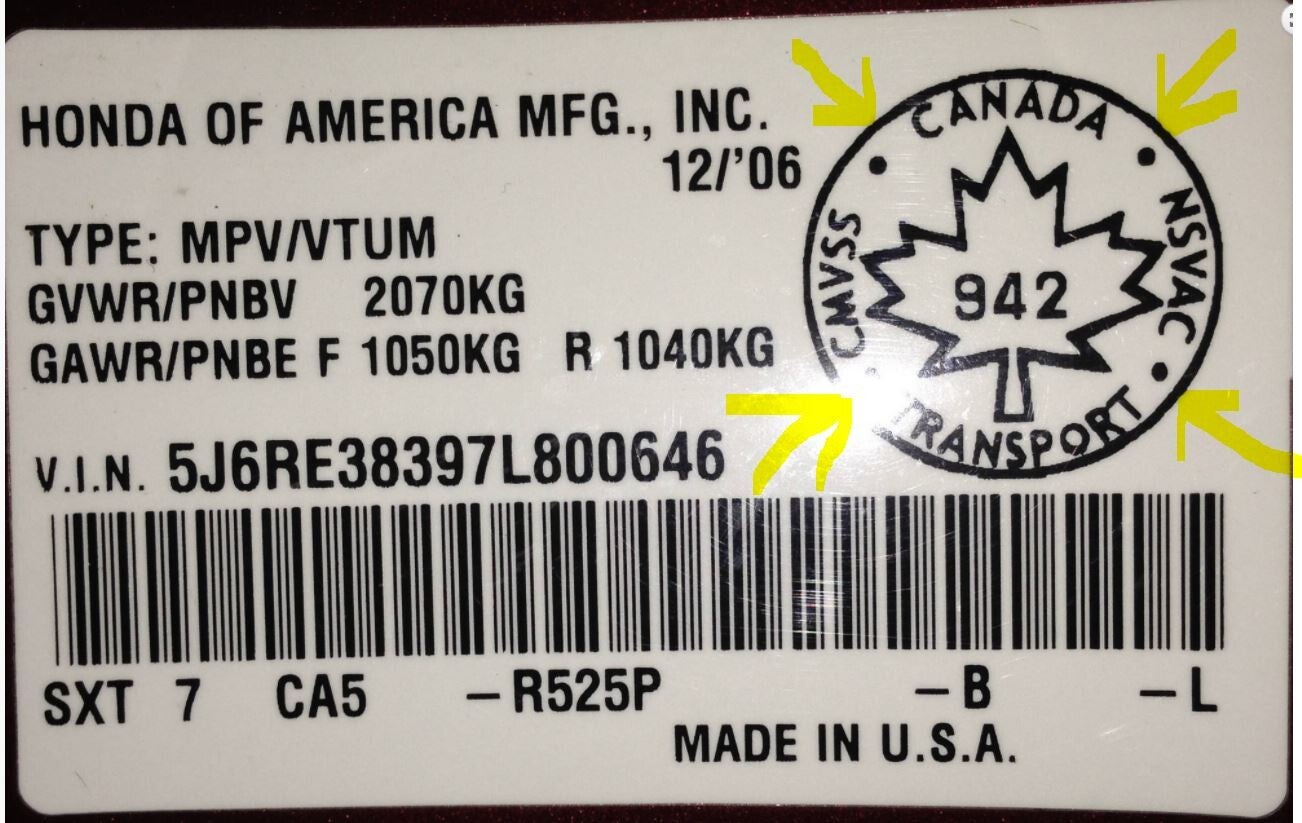 HONDA OF AMERICA MFG., INC.
12/'06
TYPE: MPV/VTUM
GVWR/PNBV 2070KG
GAWR/PNBE F 1050KG R 1040KG
V.I.N. 5J6RE38397L800646
CANADA
NSVAC
TRANSPORT
CMVSS
942
SXT 7 CA5 –R525P –B –L
MADE IN U.S.A.